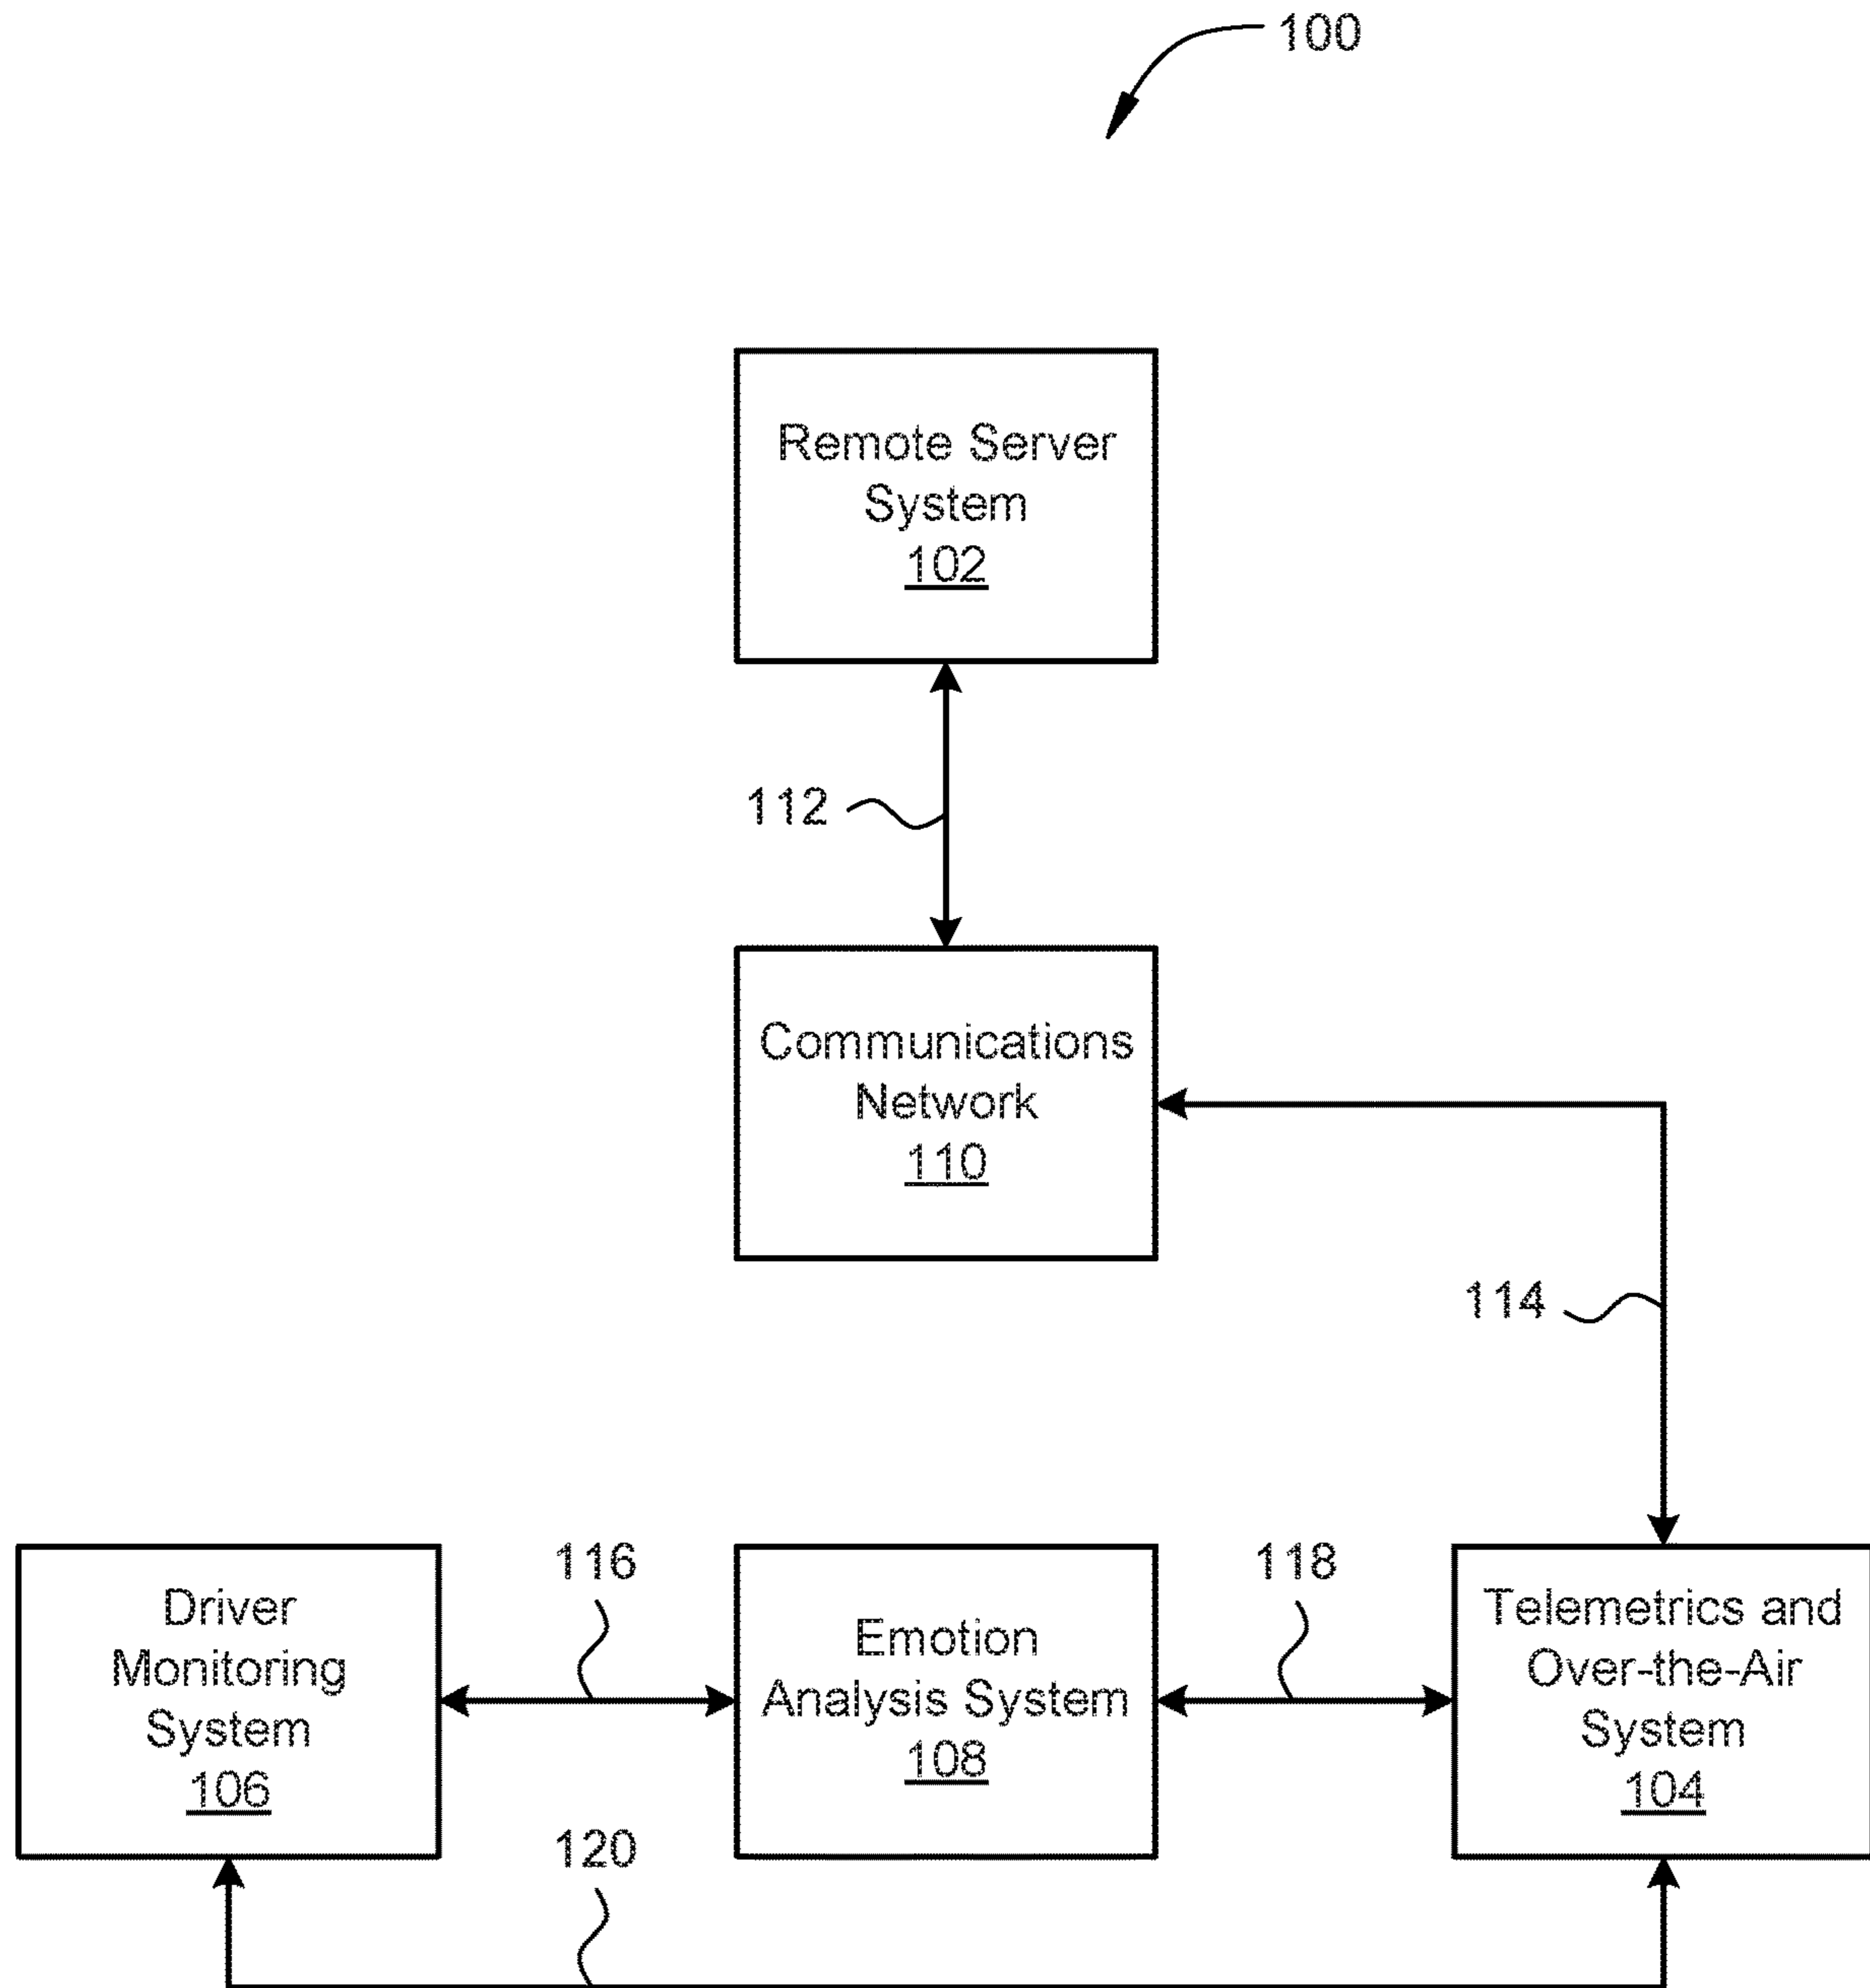 100
Remote Server
System
102
112
Communications
Network
110
114
Driver
Monitoring
System
106
116
Emotion
Analysis System
108
118
Telemetrics and
Over-the-Air
System
104
120